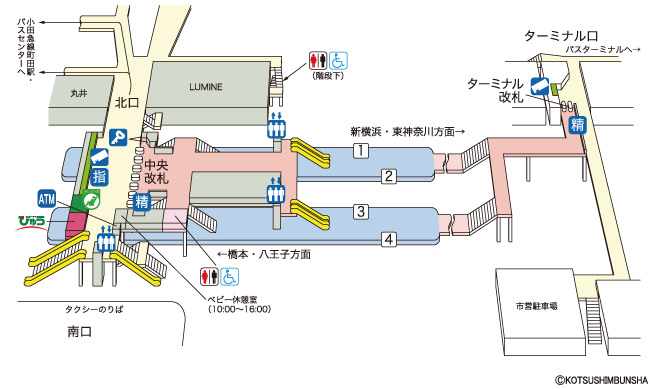 小田急線町田駅・
バスセンターへ
丸井
北口
LUMINE
(階段下)
ターミナル口
バスターミナルへ→
ターミナル
改札
精
新横浜・東神奈川方面→
1
2
中央
改札
指
精
ATM
びゅう
3
4
←橋本・八王子方面
ベビー休憩室
(10:00～16:00)
タクシーのりば
南口
市営駐車場
©KOTSUSHIMBUNSHA